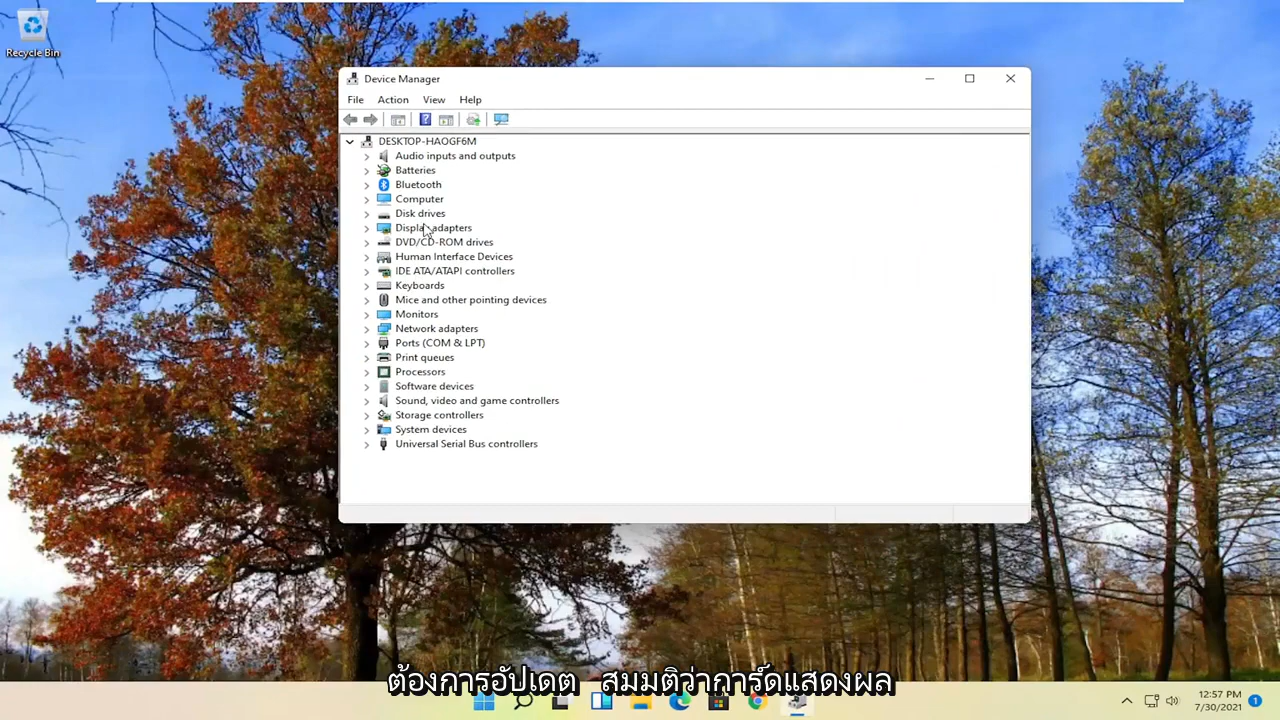 Recycle Bin
Device Manager
File Action View Help
DESKTOP-HAOGF6M
Audio inputs and outputs
Batteries
Bluetooth
Computer
Disk drives
Display adapters
DVD/CD-ROM drives
Human Interface Devices
IDE ATA/ATAPI controllers
Keyboards
Mice and other pointing devices
Monitors
Network adapters
Ports (COM & LPT)
Print queues
Processors
Software devices
Sound, video and game controllers
Storage controllers
System devices
Universal Serial Bus controllers
ต้องการอัปเดต สมมติว่าการ์ดแสดงผล
12:57 PM
7/30/2021
1